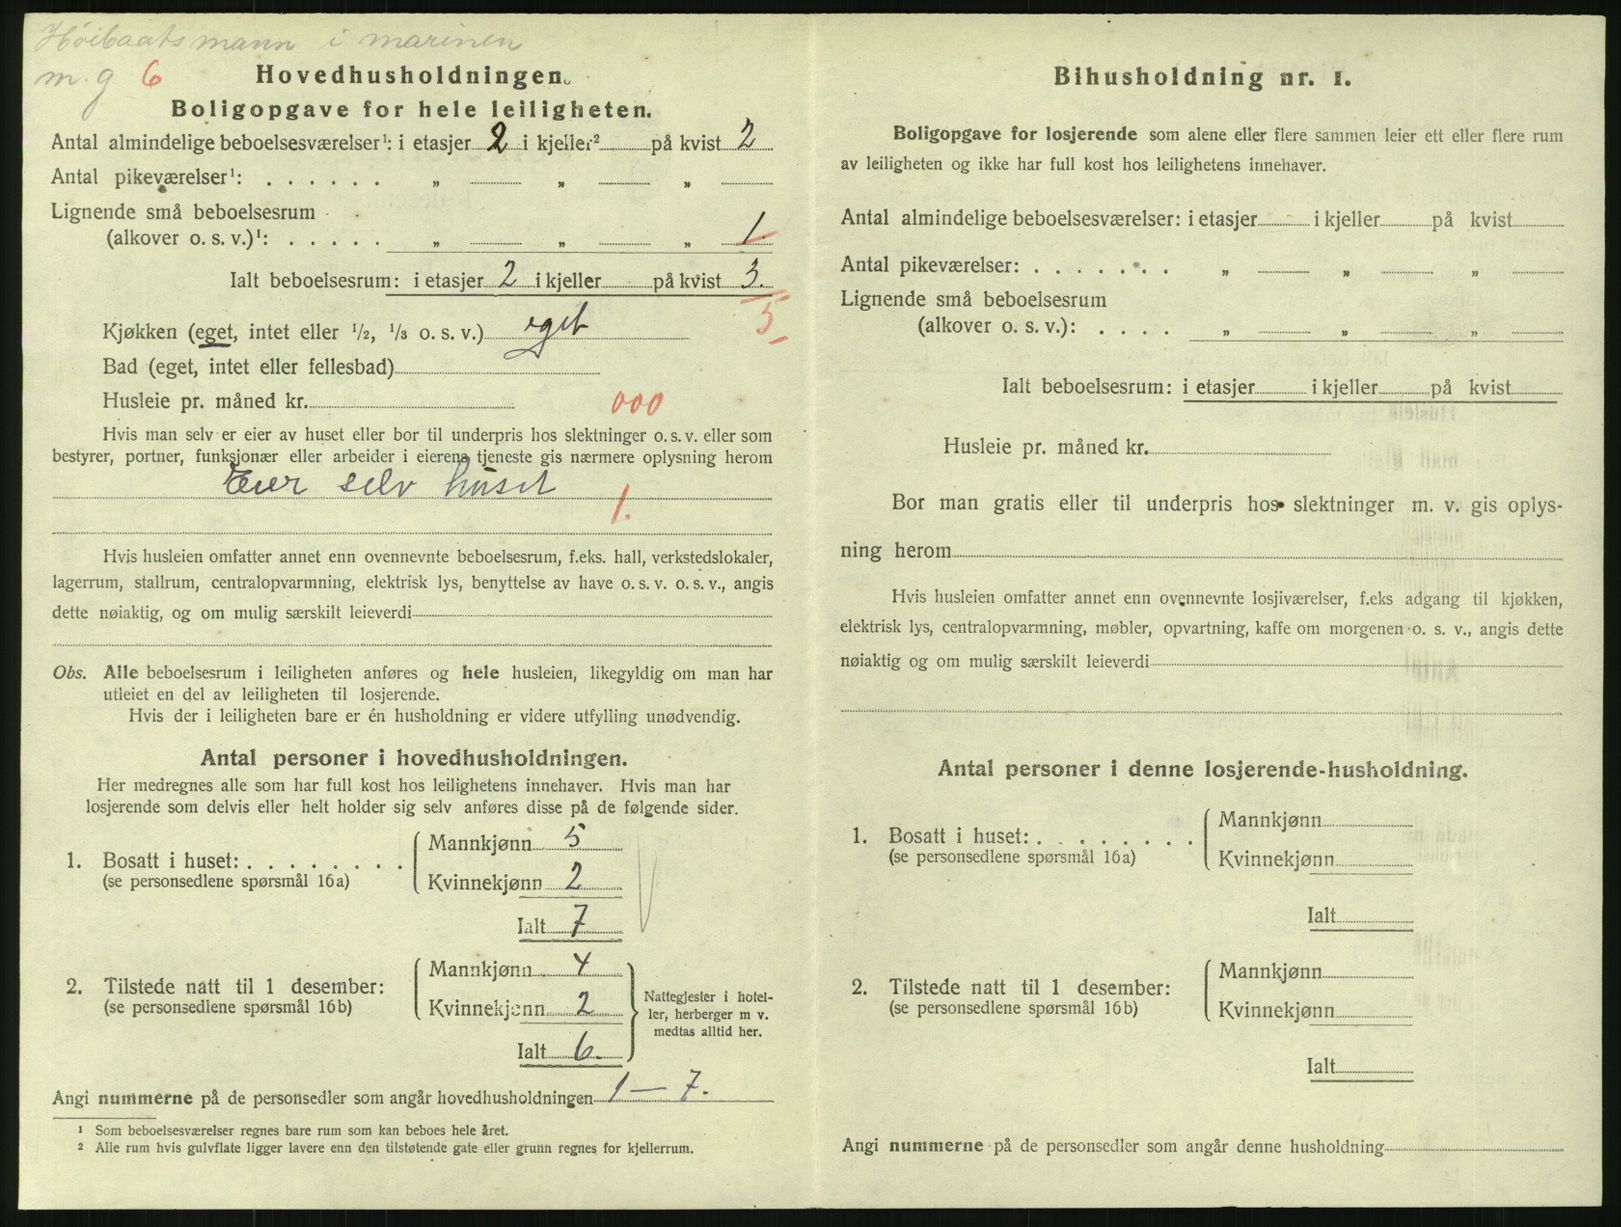 Høibaatsmann i marinen
m. g 6
Hovedhusholdningen.
Boligopgave for hele leiligheten.
Antal almindelige beboelsesværelser¹: i etasjer 2 i kjeller² på kvist 2
Antal pikeværelser¹: . . . . . . „ „ „
Lignende små beboelsesrum
(alkover o. s. v.)¹: . . . . . „ „ „ 1.
Ialt beboelsesrum: i etasjer 2 i kjeller på kvist 3.
5
Kjøkken (eget, intet eller ½, ⅓ o. s. v.) eget
Bad (eget, intet eller fellesbad)
Husleie pr. måned kr. 000
Hvis man selv er eier av huset eller bor til underpris hos slektninger o. s. v. eller som
bestyrer, portner, funksjonær eller arbeider i eierens tjeneste gis nærmere oplysning herom
Eier selv huset
1.
Hvis husleien omfatter annet enn ovennevnte beboelsesrum, f.eks. hall, verkstedslokaler,
lagerrum, stallrum, centralopvarmning, elektrisk lys, benyttelse av have o. s. v. o. s. v., angis
dette nøiaktig, og om mulig særskilt leieverdi
Obs. Alle beboelsesrum i leiligheten anføres og hele husleien, likegyldig om man har
utleiet en del av leiligheten til losjerende.
Hvis der i leiligheten bare er én husholdning er videre utfylling unødvendig.
Antal personer i hovedhusholdningen.
Her medregnes alle som har full kost hos leilighetens innehaver. Hvis man har
losjerende som delvis eller helt holder sig selv anføres disse på de følgende sider.
Mannkjønn 5
1. Bosatt i huset: . . . . . . . .
(se personsedlene spørsmål 16a)
Kvinnekjønn 2
Ialt 7
Mannkjønn 4
2. Tilstede natt til 1 desember:
(se personsedlene spørsmål 16b)
Kvinnekjønn 2
Ialt 6.
Nattegjester i hotel-
ler, herberger m v.
medtas alltid her.
Angi nummerne på de personsedler som angår hovedhusholdningen 1 — 7.
¹ Som beboelsesværelser regnes bare rum som kan beboes hele året.
² Alle rum hvis gulvflate ligger lavere enn den tilstøtende gate eller grunn regnes for kjellerrum.
Bihusholdning nr. 1.
Boligopgave for losjerende som alene eller flere sammen leier ett eller flere rum
av leiligheten og ikke har full kost hos leilighetens innehaver.
Antal almindelige beboelsesværelser: i etasjer i kjeller på kvist
Antal pikeværelser: . . . . . . . „ „ „
Lignende små beboelsesrum
(alkover o. s. v.): . . . . „ „ „
Ialt beboelsesrum: i etasjer i kjeller på kvist
Husleie pr. måned kr.
Bor man gratis eller til underpris hos slektninger m. v. gis oplys-
ning herom
Hvis husleien omfatter annet enn ovennevnte losjiværelser, f.eks adgang til kjøkken,
elektrisk lys, centralopvarmning, møbler, opvartning, kaffe om morgenen o. s. v., angis dette
nøiaktig og om mulig særskilt leieverdi
Antal personer i denne losjerende-husholdning.
Mannkjønn
1. Bosatt i huset: . . . . . . . .
(se personsedlene spørsmål 16a)
Kvinnekjønn
Ialt
Mannkjønn
2. Tilstede natt til 1 desember:
(se personsedlene spørsmål 16b)
Kvinnekjønn
Ialt
Angi nummerne på de personsedler som angår denne husholdning